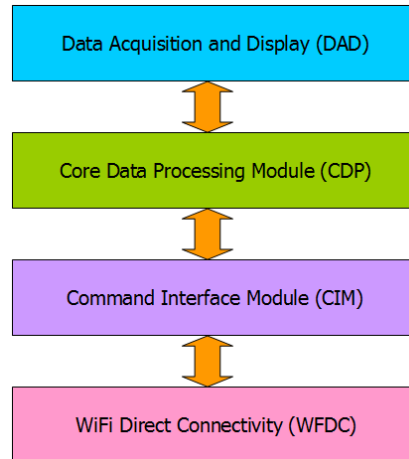 Data Acquisition and Display (DAD)
Core Data Processing Module (CDP)
Command Interface Module (CIM)
WiFi Direct Connectivity (WFDC)